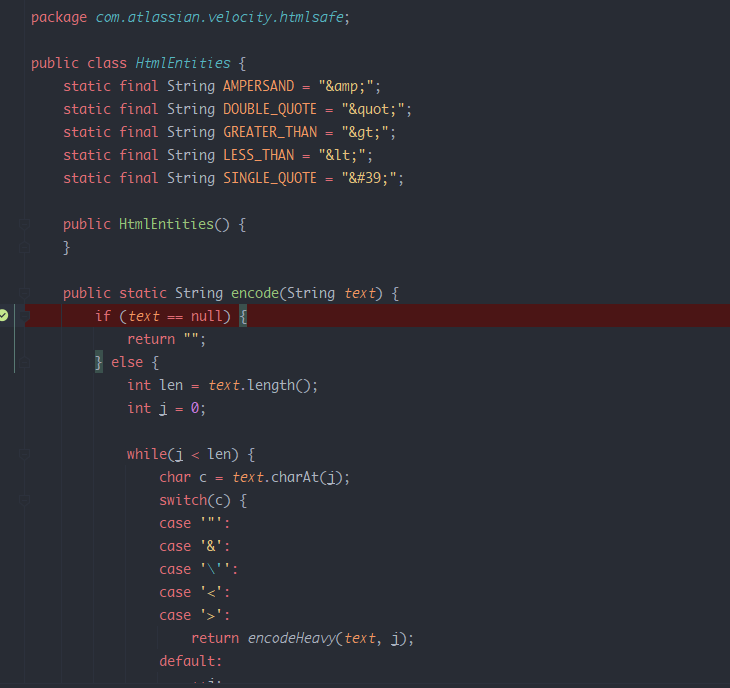 package com.atlassian.velocity.htmlsafe;
public class HtmlEntities {
static final String AMPERSAND = "&amp;";
static final String DOUBLE_QUOTE = "&quot;";
static final String GREATER_THAN = "&gt;";
static final String LESS_THAN = "&lt;";
static final String SINGLE_QUOTE = "&#39;";
public HtmlEntities() {
}
public static String encode(String text) {
if (text == null) {
return "";
} else {
int len = text.length();
int j = 0;
while(j < len) {
char c = text.charAt(j);
switch(c) {
case '"':
case '&':
case '\'':
case '<':
case '>':
return encodeHeavy(text, j);
default: